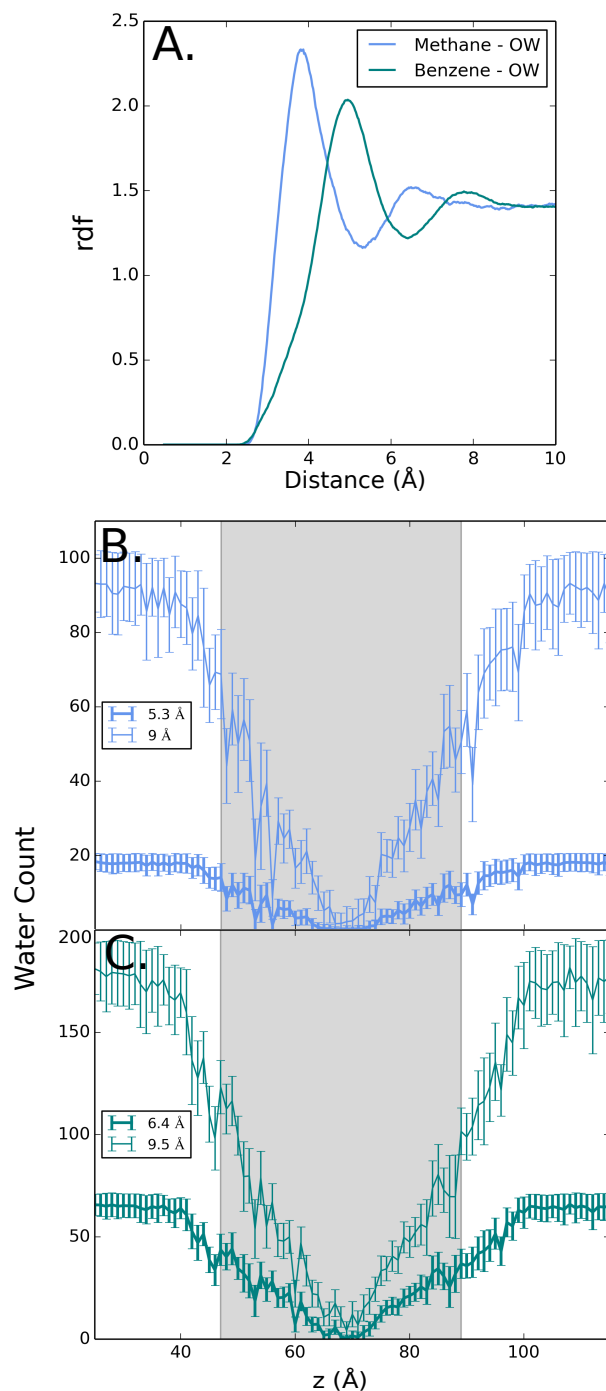 A.
Methane - OW
Benzene - OW
2.5
2.0
1.5
1.0
0.5
0.0
rdf
0
2
4
6
8
10
Distance (Å)
B.
100
80
60
40
20
5.3 Å
9 Å
Water Count
C.
200
150
100
50
0
6.4 Å
9.5 Å
40
60
80
100
z (Å)